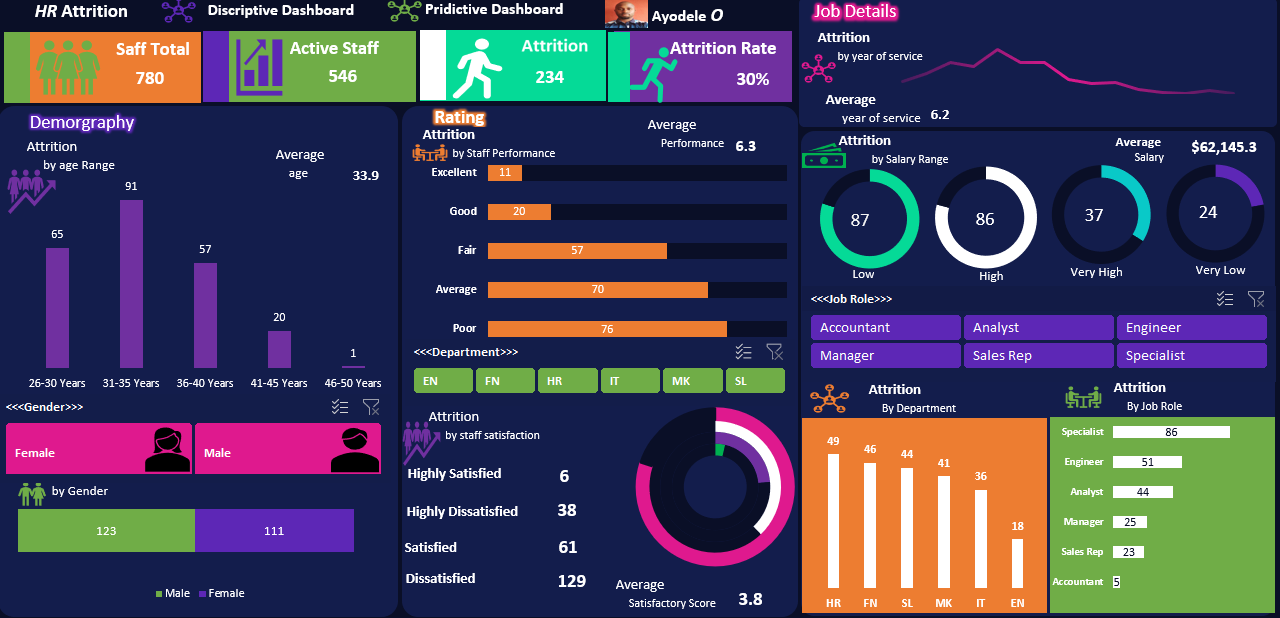 HR Attrition
Discriptive Dashboard
Pridictive Dashboard
Ayodele O
Saff Total
780
Active Staff
546
Attrition
234
Attrition Rate
30%
Demorgraphy
Attrition
by age Range
Average
age
33.9
65
91
57
20
1
26-30 Years
31-35 Years
36-40 Years
41-45 Years
46-50 Years
<<<Gender>>>
Female
Male
by Gender
123
111
Male
Female
Rating
Attrition
by Staff Performance
Average
Performance
6.3
Excellent
11
Good
20
Fair
57
Average
70
Poor
76
<<<Department>>>
EN
FN
HR
IT
MK
SL
Attrition
by staff satisfaction
Highly Satisfied
6
Highly Dissatisfied
38
Satisfied
61
Dissatisfied
129
Average
Satisfactory Score
3.8
Job Details
Attrition
by year of service
Average
year of service
6.2
Attrition
by Salary Range
Average
Salary
$62,145.3
87
86
37
24
Low
High
Very High
Very Low
<<<Job Role>>>
Accountant
Analyst
Engineer
Manager
Sales Rep
Specialist
Attrition
By Department
49
46
44
41
36
18
HR
FN
SL
MK
IT
EN
Attrition
By Job Role
Specialist
86
Engineer
51
Analyst
44
Manager
25
Sales Rep
23
Accountant
5